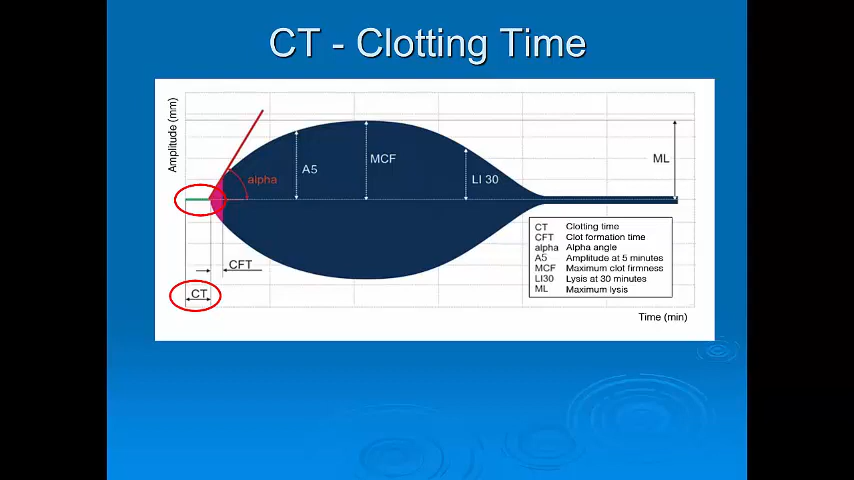 CT - Clotting Time
Amplitude (mm)
alpha
A5
MCF
LI 30
ML
CFT
CT
CT Clotting time
CFT Clot formation time
alpha Alpha angle
A5 Amplitude at 5 minutes
MCF Maximum clot firmness
LI30 Lysis at 30 minutes
ML Maximum lysis
Time (min)